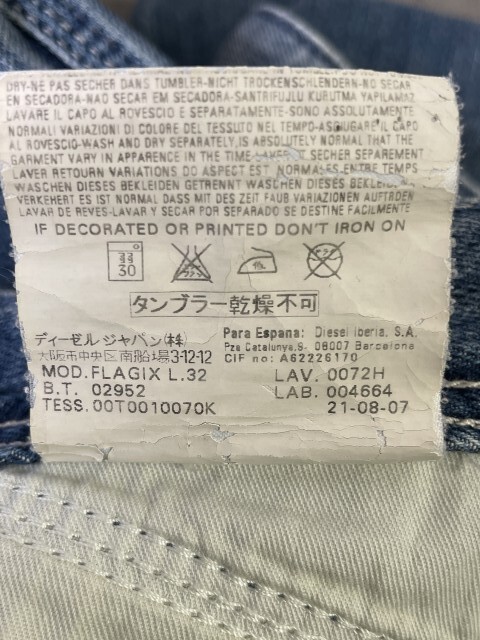 DRY-NE PAS SECHER DANS TUMBLER-NICHT TROCKENSCHLENDERN-NO SECAR
EN SECADORA-NAO SECAR EM SECADORA-SANTRIFUJLU KURUTMA YAPILAMAZ
LAVARE IL CAPO AL ROVESCIO E SEPARATAMENTE-SONO ASSOLUTAMENTE
NORMALI VARIAZIONI DI COLORE DEL TESSUTO NEL TEMPO-ASCIUGARE IL CAPO
AL ROVESCIO-WASH AND DRY SEPARATELY,IS ABSOLUTELY NORMAL THAT THE
GARMENT VARY IN APPARENCE IN THE TIME-LAVER ET SECHER SEPAREMENT
LAVER RETOURN VARIATIONS DO ASPECT EST NORMALES ENTRE TEMPS
WASCHEN DIESES BEKLEIDEN GETRENNT WASCHEN DIESES BEKLEIDEN
VERKEHERT ES IST NORMAL DASS MIT DES ZEIT FAUB VARIATIONEN AUFTRDEN
LAVAR DE REVES-LAVAR Y SECAR POR SEPARADO SE DESTINE FACILMENTE
IF DECORATED OR PRINTED DON'T IRON ON
30 低
タンブラー乾燥不可
ディーゼル ジャパン(株)
大阪市中央区南船場3-12-12
Para Espana: Diesel Iberia, S.A.
Pza Catalunya,5- 08007 Barcelona
CIF no: A62226170
MOD.FLAGIX L.32 LAV. 0072H
B.T. 02952 LAB. 004664
TESS. 00T0010070K 21-08-07